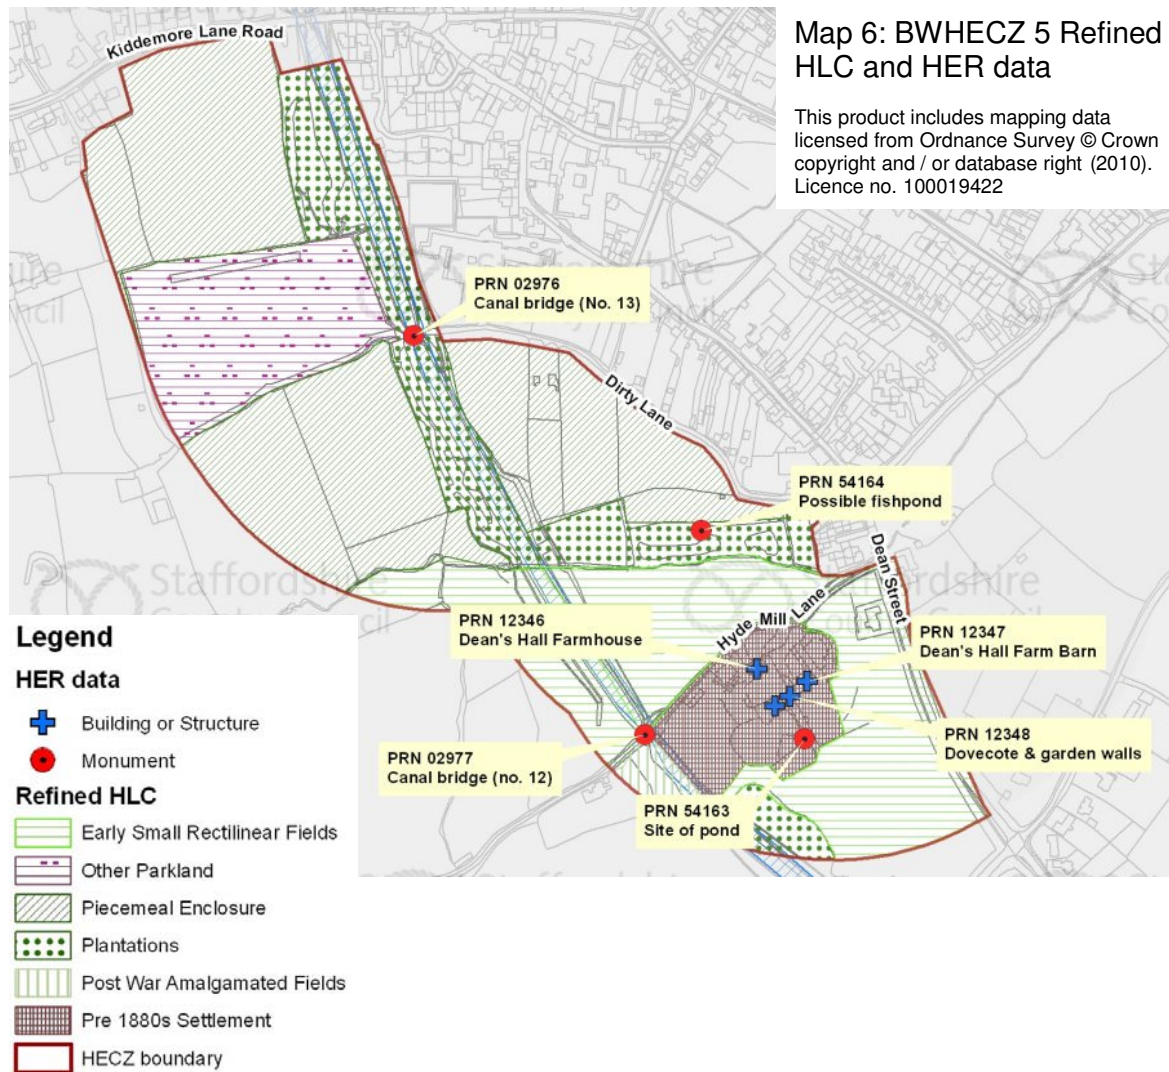 Map 6: BWHECZ 5 Refined
HLC and HER data
This product includes mapping data
licensed from Ordnance Survey © Crown
copyright and / or database right (2010).
Licence no. 100019422
Kiddemore Lane Road
PRN 02976
Canal bridge (No. 13)
Dirty Lane
PRN 54164
Possible fishpond
Dean Street
Staffordshire
PRN 12346
Dean's Hall Farmhouse
Hyde Mill Lane
PRN 12347
Dean's Hall Farm Barn
PRN 12348
Dovecote & garden walls
PRN 02977
Canal bridge (no. 12)
PRN 54163
Site of pond
Legend
HER data
Building or Structure
Monument
Refined HLC
Early Small Rectilinear Fields
Other Parkland
Piecemeal Enclosure
Plantations
Post War Amalgamated Fields
Pre 1880s Settlement
HECZ boundary